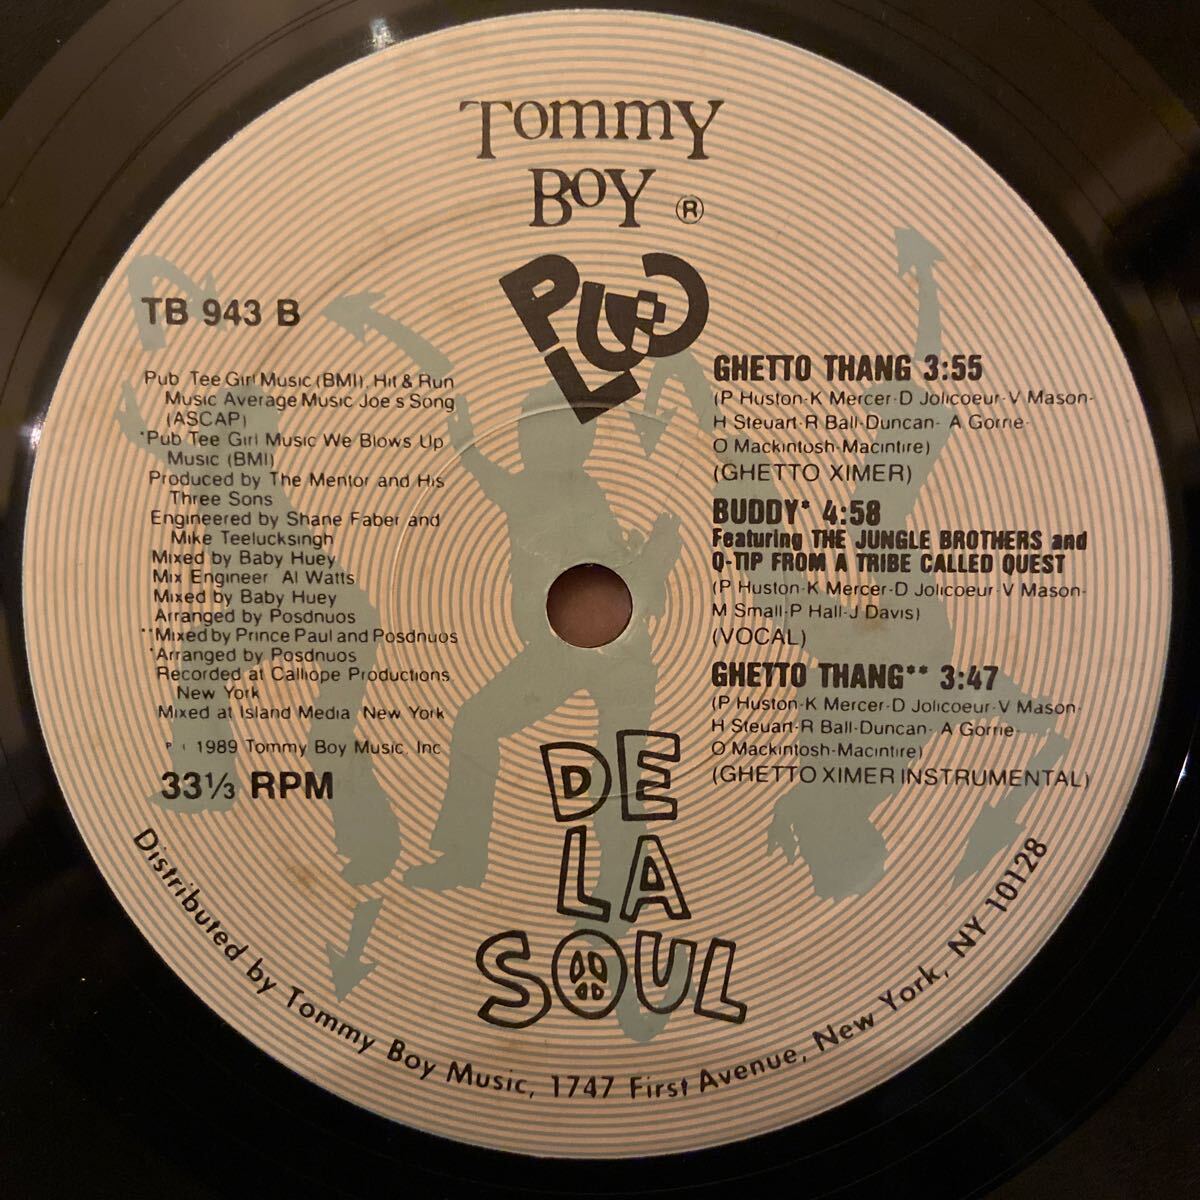 TOMMY
BOY ®
PLUG
TB 943 B
Pub Tee Girl Music (BMI), Hit & Run
Music Average Music Joe's Song
(ASCAP)
*Pub Tee Girl Music We Blows Up
Music (BMI)
Produced by The Mentor and His
Three Sons
Engineered by Shane Faber and
Mike Teelucksingh
Mixed by Baby Huey
Mix Engineer Al Watts
Mixed by Baby Huey
Arranged by Posdnuos
**Mixed by Prince Paul and Posdnuos
*Arranged by Posdnuos
Recorded at Calliope Productions,
New York
Mixed at Island Media New York
1989 Tommy Boy Music, Inc
33⅓ RPM
GHETTO THANG 3:55
(P Huston-K Mercer-D Jolicoeur-V Mason-
H Steuart-R Ball-Duncan- A Gorrie-
O Mackintosh-Macintire)
(GHETTO XIMER)
BUDDY* 4:58
Featuring THE JUNGLE BROTHERS and
Q-TIP FROM A TRIBE CALLED QUEST
(P Huston-K Mercer-D Jolicoeur-V Mason-
M Small-P Hall-J Davis)
(VOCAL)
GHETTO THANG** 3:47
(P Huston-K Mercer-D Jolicoeur-V Mason-
H Steuart-R Ball-Duncan- A Gorrie-
O Mackintosh-Macintire)
(GHETTO XIMER INSTRUMENTAL)
DE
LA
SOUL
Distributed by Tommy Boy Music, 1747 First Avenue, New York, NY 10128